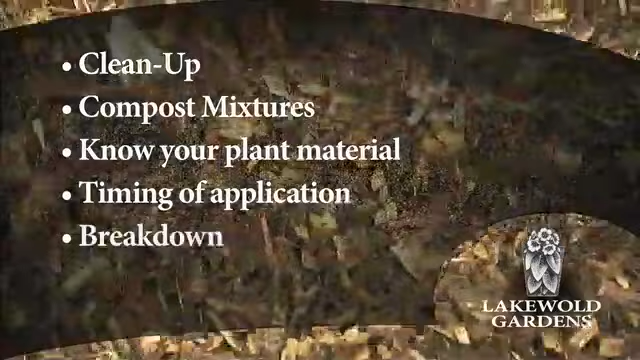 • Clean-Up
• Compost Mixtures
• Know your plant material
• Timing of application
• Breakdown
LAKEWOLD
GARDENS